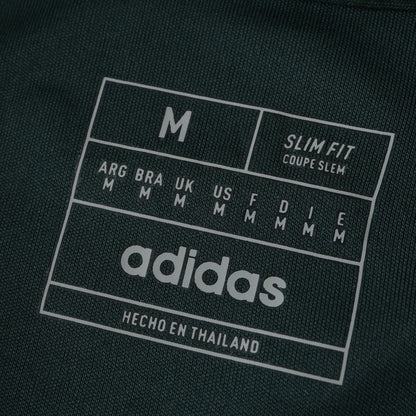 M
SLIM FIT
COUPE SLEM
ARG BRA UK US F D I E
M M M M M M M M
adidas
HECHO EN THAILAND